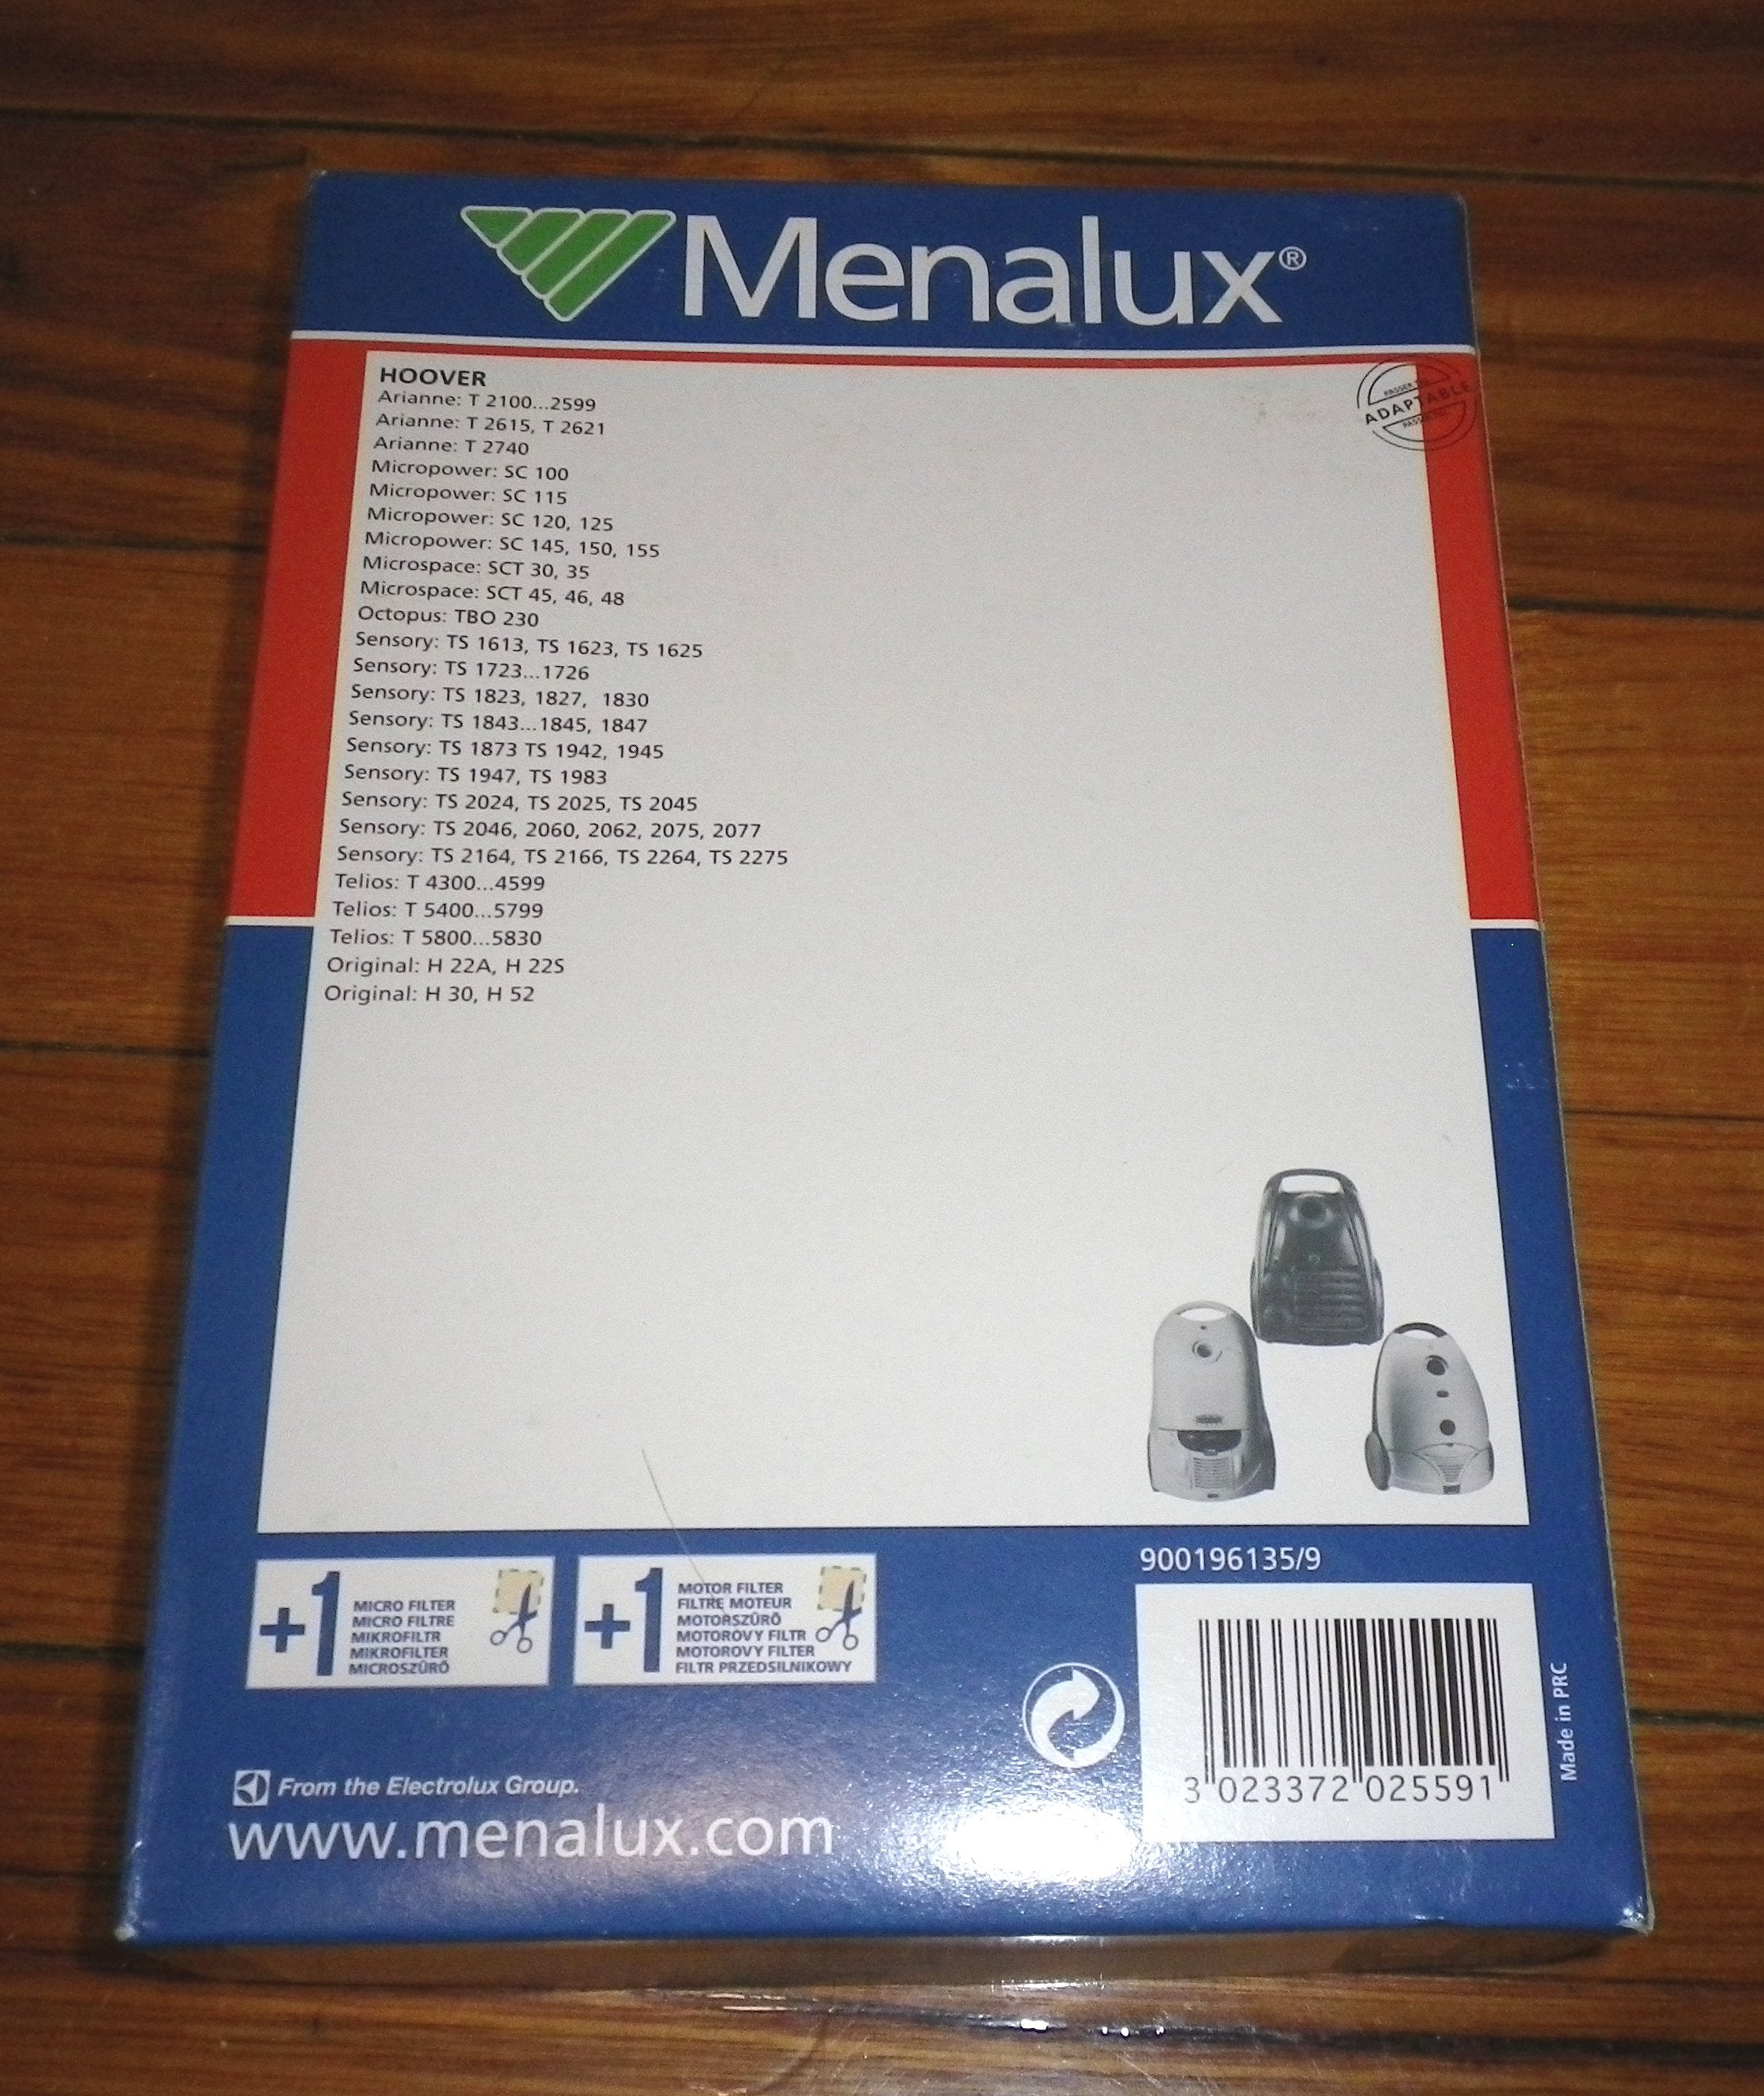 Menalux®
HOOVER
Arianne: T 2100...2599
Arianne: T 2615, T 2621
Arianne: T 2740
Micropower: SC 100
Micropower: SC 115
Micropower: SC 120, 125
Micropower: SC 145, 150, 155
Microspace: SCT 30, 35
Microspace: SCT 45, 46, 48
Octopus: TBO 230
Sensory: TS 1613, TS 1623, TS 1625
Sensory: TS 1723...1726
Sensory: TS 1823, 1827,  1830
Sensory: TS 1843...1845, 1847
Sensory: TS 1873 TS 1942, 1945
Sensory: TS 1947, TS 1983
Sensory: TS 2024, TS 2025, TS 2045
Sensory: TS 2046, 2060, 2062, 2075, 2077
Sensory: TS 2164, TS 2166, TS 2264, TS 2275
Telios: T 4300...4599
Telios: T 5400...5799
Telios: T 5800...5830
Original: H 22A, H 22S
Original: H 30, H 52
ADAPTABLE
+1
MICRO FILTER
MICRO FILTRE
MIKROFILTR
MIKROFILTER
MICROSZŰRŐ
+1
MOTOR FILTER
FILTRE MOTEUR
MOTORSZŰRŐ
MOTOROVÝ FILTR
MOTOROVY FILTER
FILTR PRZEDSILNIKOWY
900196135/9
3 023372 025591
Made in PRC
From the Electrolux Group.
www.menalux.com